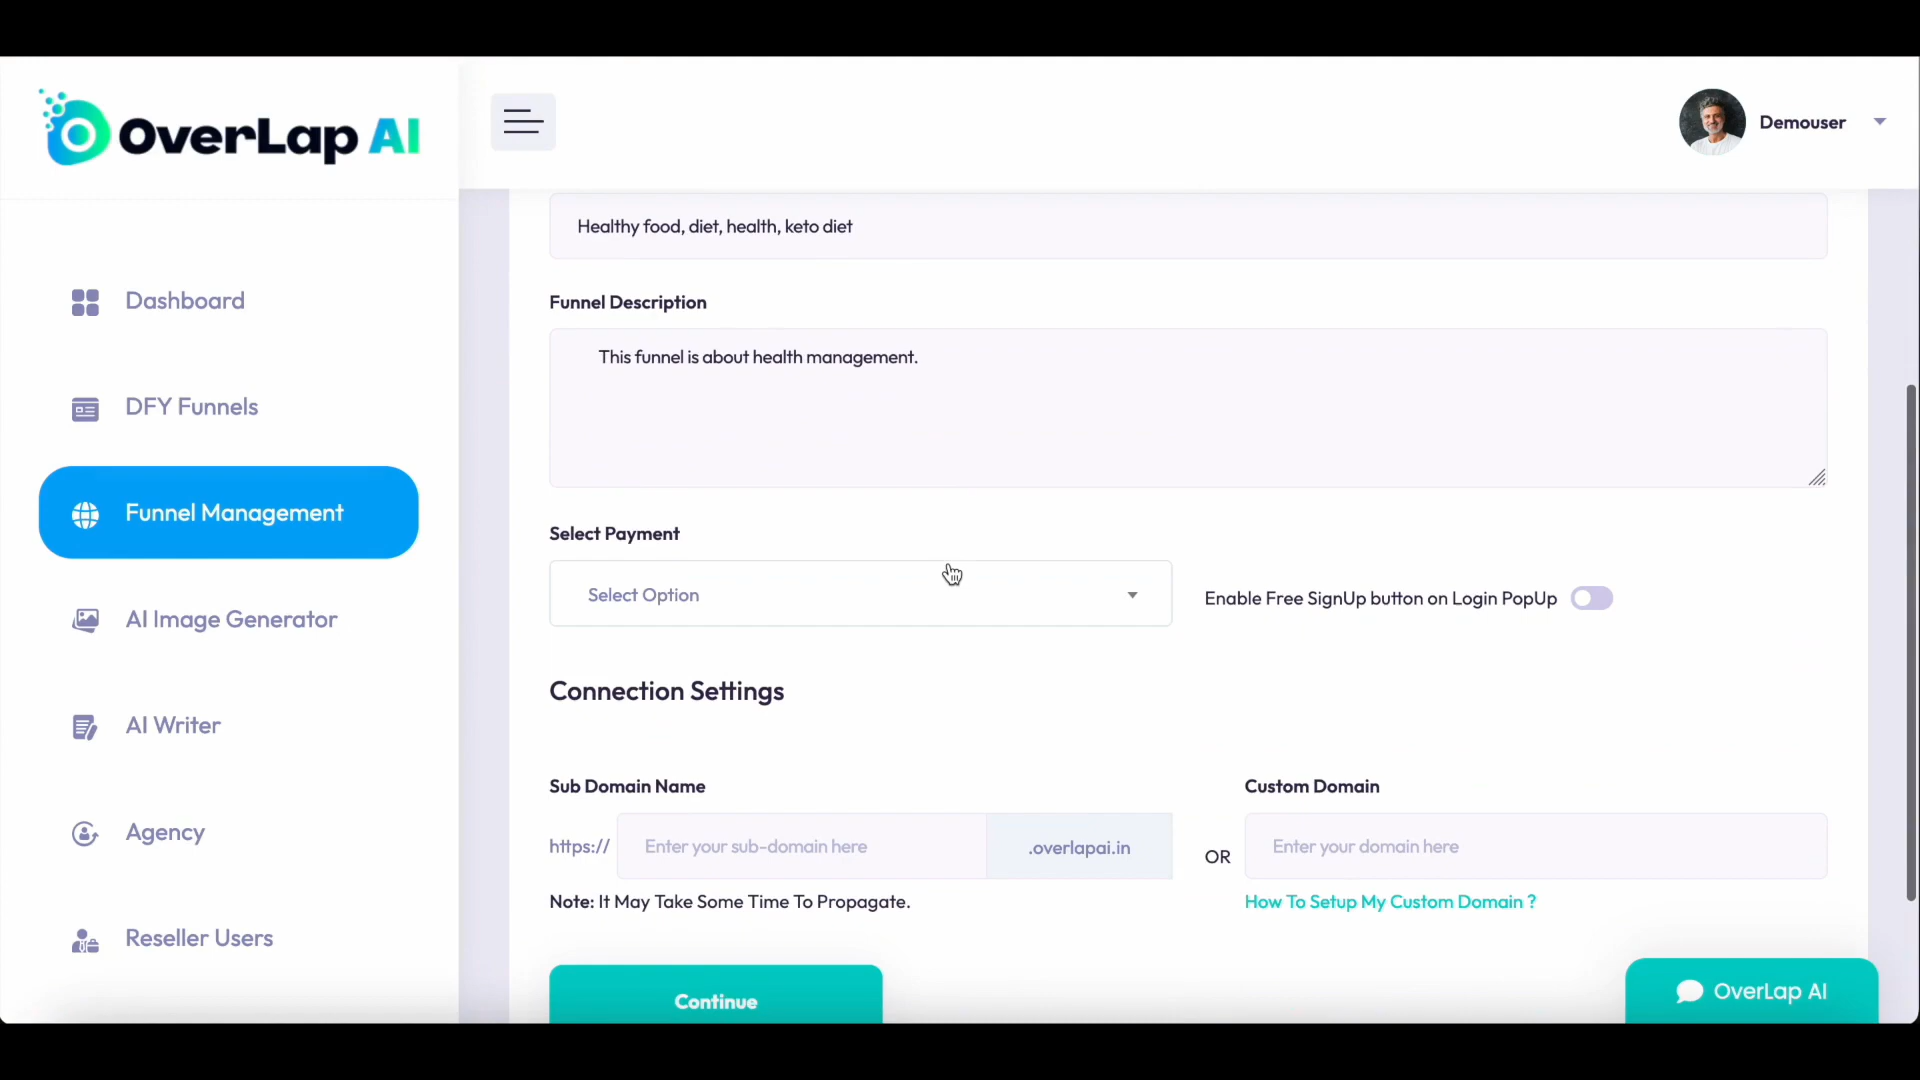 OverLap AI
Demouser
Dashboard
DFY Funnels
Funnel Management
AI Image Generator
AI Writer
Agency
Reseller Users
Healthy food, diet, health, keto diet
Funnel Description
This funnel is about health management.
Select Payment
Select Option
Enable Free SignUp button on Login PopUp
Connection Settings
Sub Domain Name
https://
Enter your sub-domain here
.overlapai.in
Note: It May Take Some Time To Propagate.
OR
Custom Domain
Enter your domain here
How To Setup My Custom Domain ?
Continue
OverLap AI